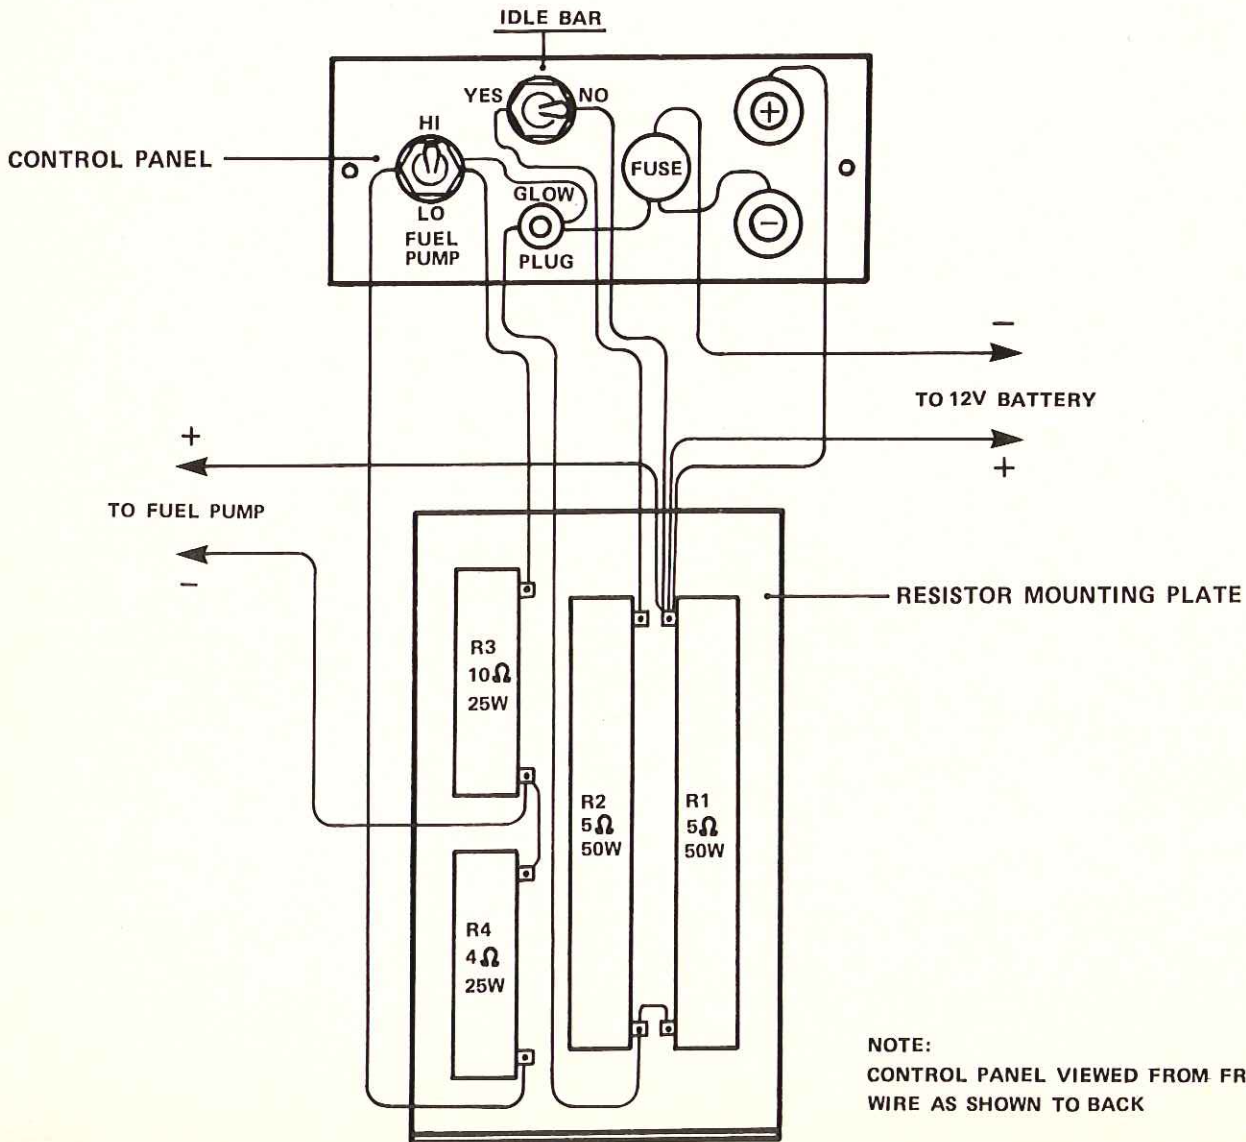 IDLE BAR
YES
NO
+
HI
CONTROL PANEL
FUSE
GLOW
LO
−
FUEL
PUMP
PLUG
−
TO 12V BATTERY
+
+
TO FUEL PUMP
−
RESISTOR MOUNTING PLATE
R3
10Ω
25W
R2
5Ω
50W
R1
5Ω
50W
R4
4Ω
25W
NOTE:
CONTROL PANEL VIEWED FROM FR
WIRE AS SHOWN TO BACK